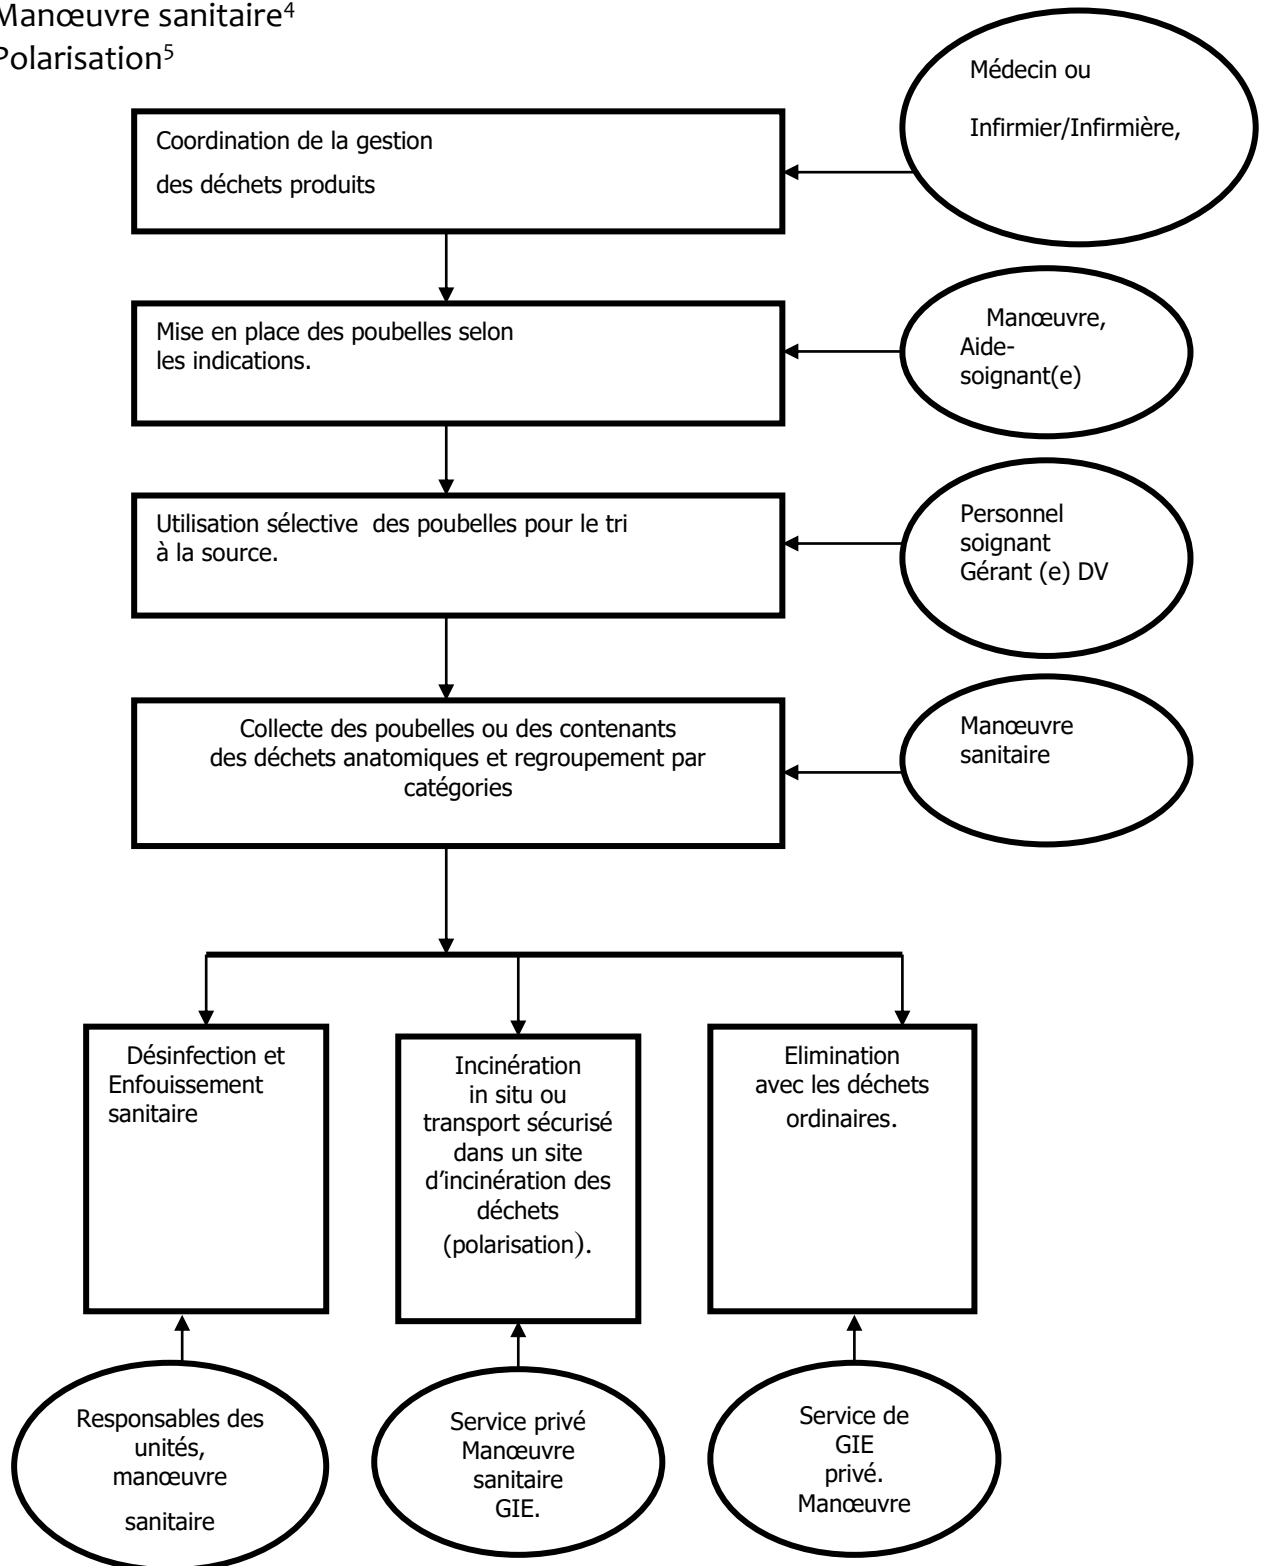 Manœuvre sanitaire⁴
Polarisation⁵
Médecin ou
Infirmier/Infirmière,
Coordination de la gestion
des déchets produits
Mise en place des poubelles selon
les indications.
Manœuvre,
Aide-
soignant(e)
Utilisation sélective  des poubelles pour le tri
à la source.
Personnel
soignant
Gérant (e) DV
Collecte des poubelles ou des contenants
des déchets anatomiques et regroupement par
catégories
Manœuvre
sanitaire
Désinfection et
Enfouissement
sanitaire
Incinération
in situ ou
transport sécurisé
dans un site
d’incinération des
déchets
(polarisation).
Elimination
avec les déchets
ordinaires.
Responsables des
unités,
manœuvre
sanitaire
Service privé
Manœuvre
sanitaire
GIE.
Service de
GIE
privé.
Manœuvre